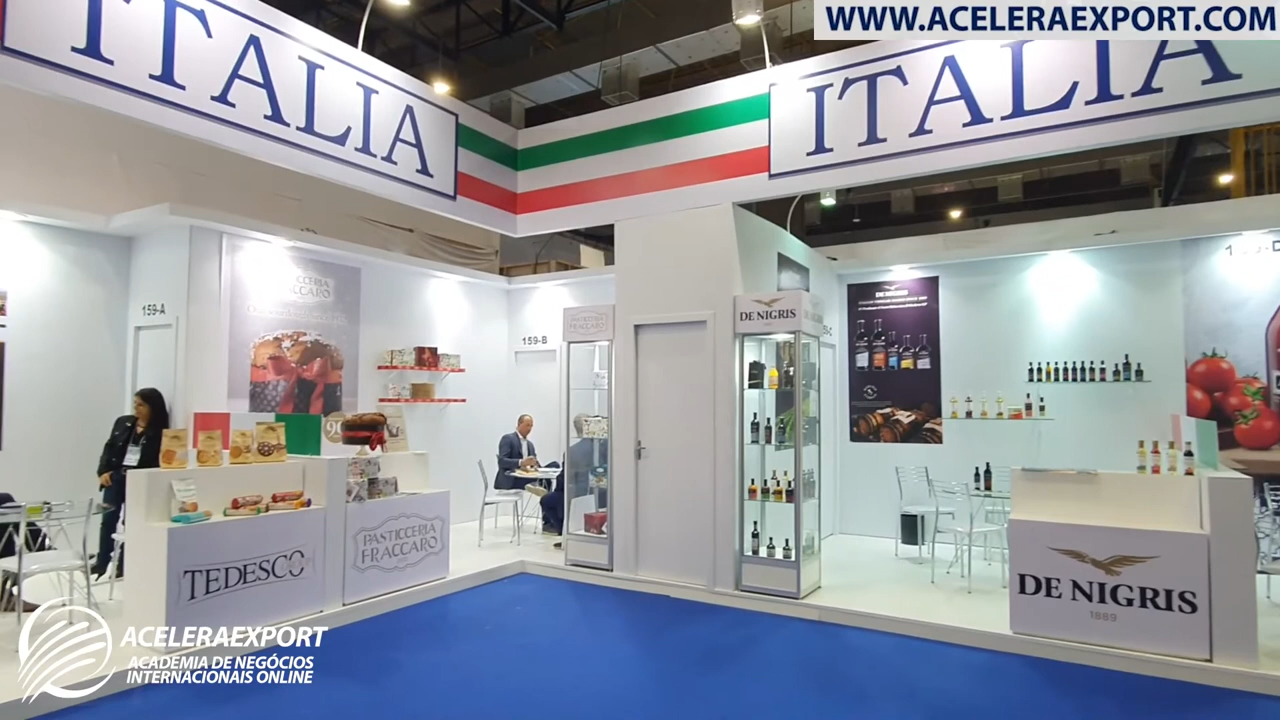 WWW.ACELERAEXPORT.COM
ITALIA
ITALIA
159-A
159-B
PASTICCERIA
FRACCARO
DE NIGRIS
DE NIGRIS
TEDESCO
PASTICCERIA
FRACCARO
DE NIGRIS
1889
ACELERAEXPORT
ACADEMIA DE NEGÓCIOS
INTERNACIONAIS ONLINE